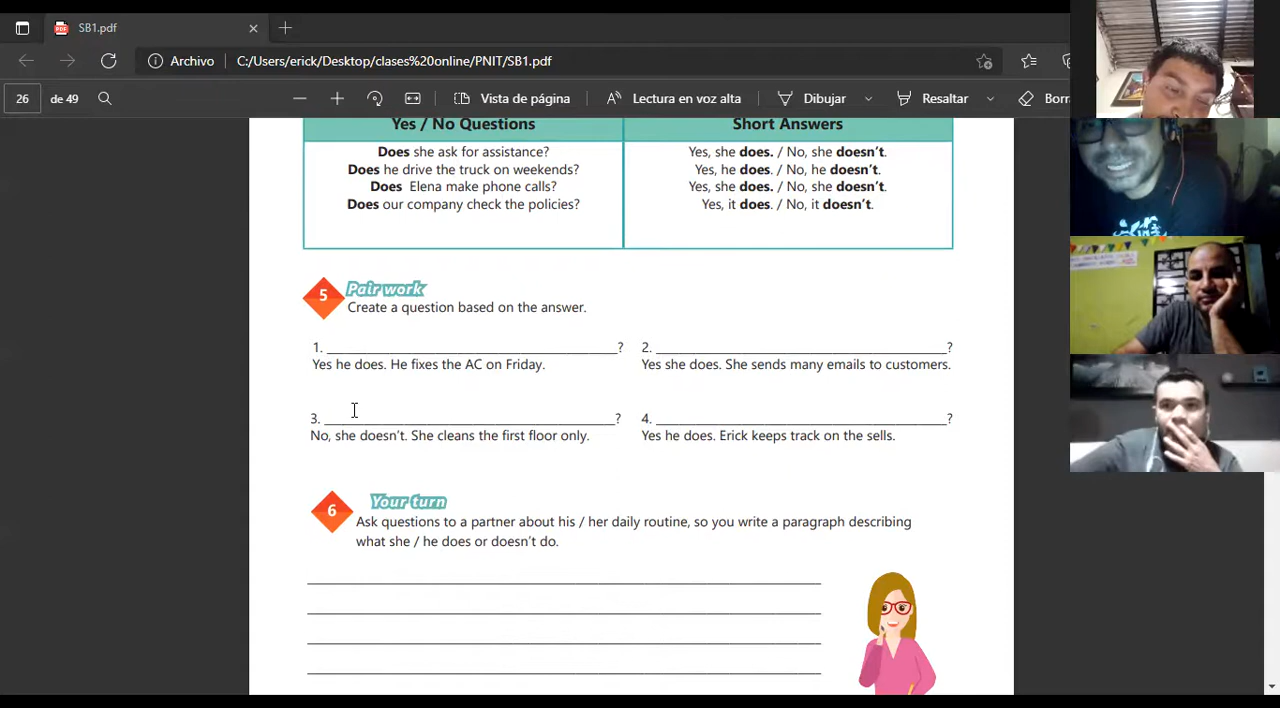 SB1.pdf
Archivo
C:/Users/erick/Desktop/clases%20online/PNIT/SB1.pdf
26
de 49
Vista de página
Lectura en voz alta
Dibujar
Resaltar
Borra
Yes / No Questions
Short Answers
Does she ask for assistance?
Yes, she does. / No, she doesn't.
Does he drive the truck on weekends?
Yes, he does. / No, he doesn't.
Does Elena make phone calls?
Yes, she does. / No, she doesn't.
Does our company check the policies?
Yes, it does. / No, it doesn't.
5
Pair work
Create a question based on the answer.
1. ______________________________________?
2. ______________________________________?
Yes he does. He fixes the AC on Friday.
Yes she does. She sends many emails to customers.
3. ______________________________________?
4. ______________________________________?
No, she doesn't. She cleans the first floor only.
Yes he does. Erick keeps track on the sells.
6
Your turn
Ask questions to a partner about his / her daily routine, so you write a paragraph describing
what she / he does or doesn't do.